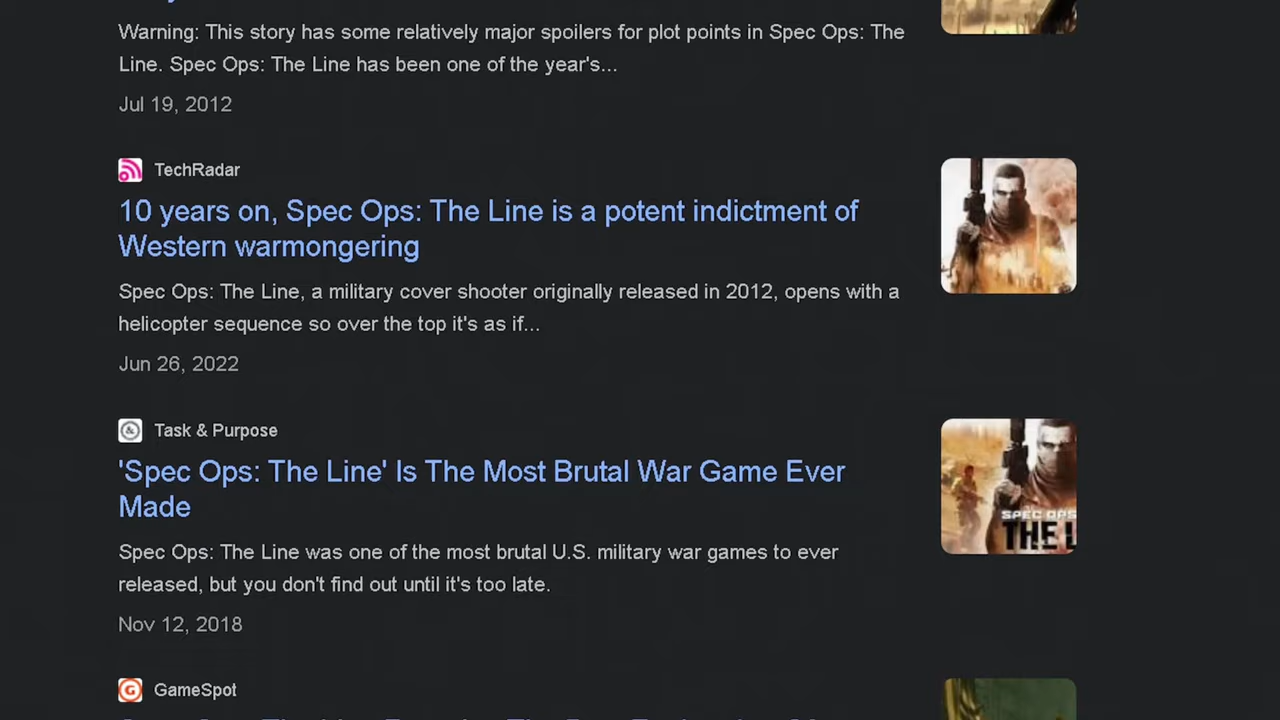 Warning: This story has some relatively major spoilers for plot points in Spec Ops: The
Line. Spec Ops: The Line has been one of the year's...
Jul 19, 2012
TechRadar
10 years on, Spec Ops: The Line is a potent indictment of
Western warmongering
Spec Ops: The Line, a military cover shooter originally released in 2012, opens with a
helicopter sequence so over the top it's as if...
Jun 26, 2022
Task & Purpose
'Spec Ops: The Line' Is The Most Brutal War Game Ever
Made
Spec Ops: The Line was one of the most brutal U.S. military war games to ever
released, but you don't find out until it's too late.
Nov 12, 2018
SPEC OPS
THE L
GameSpot